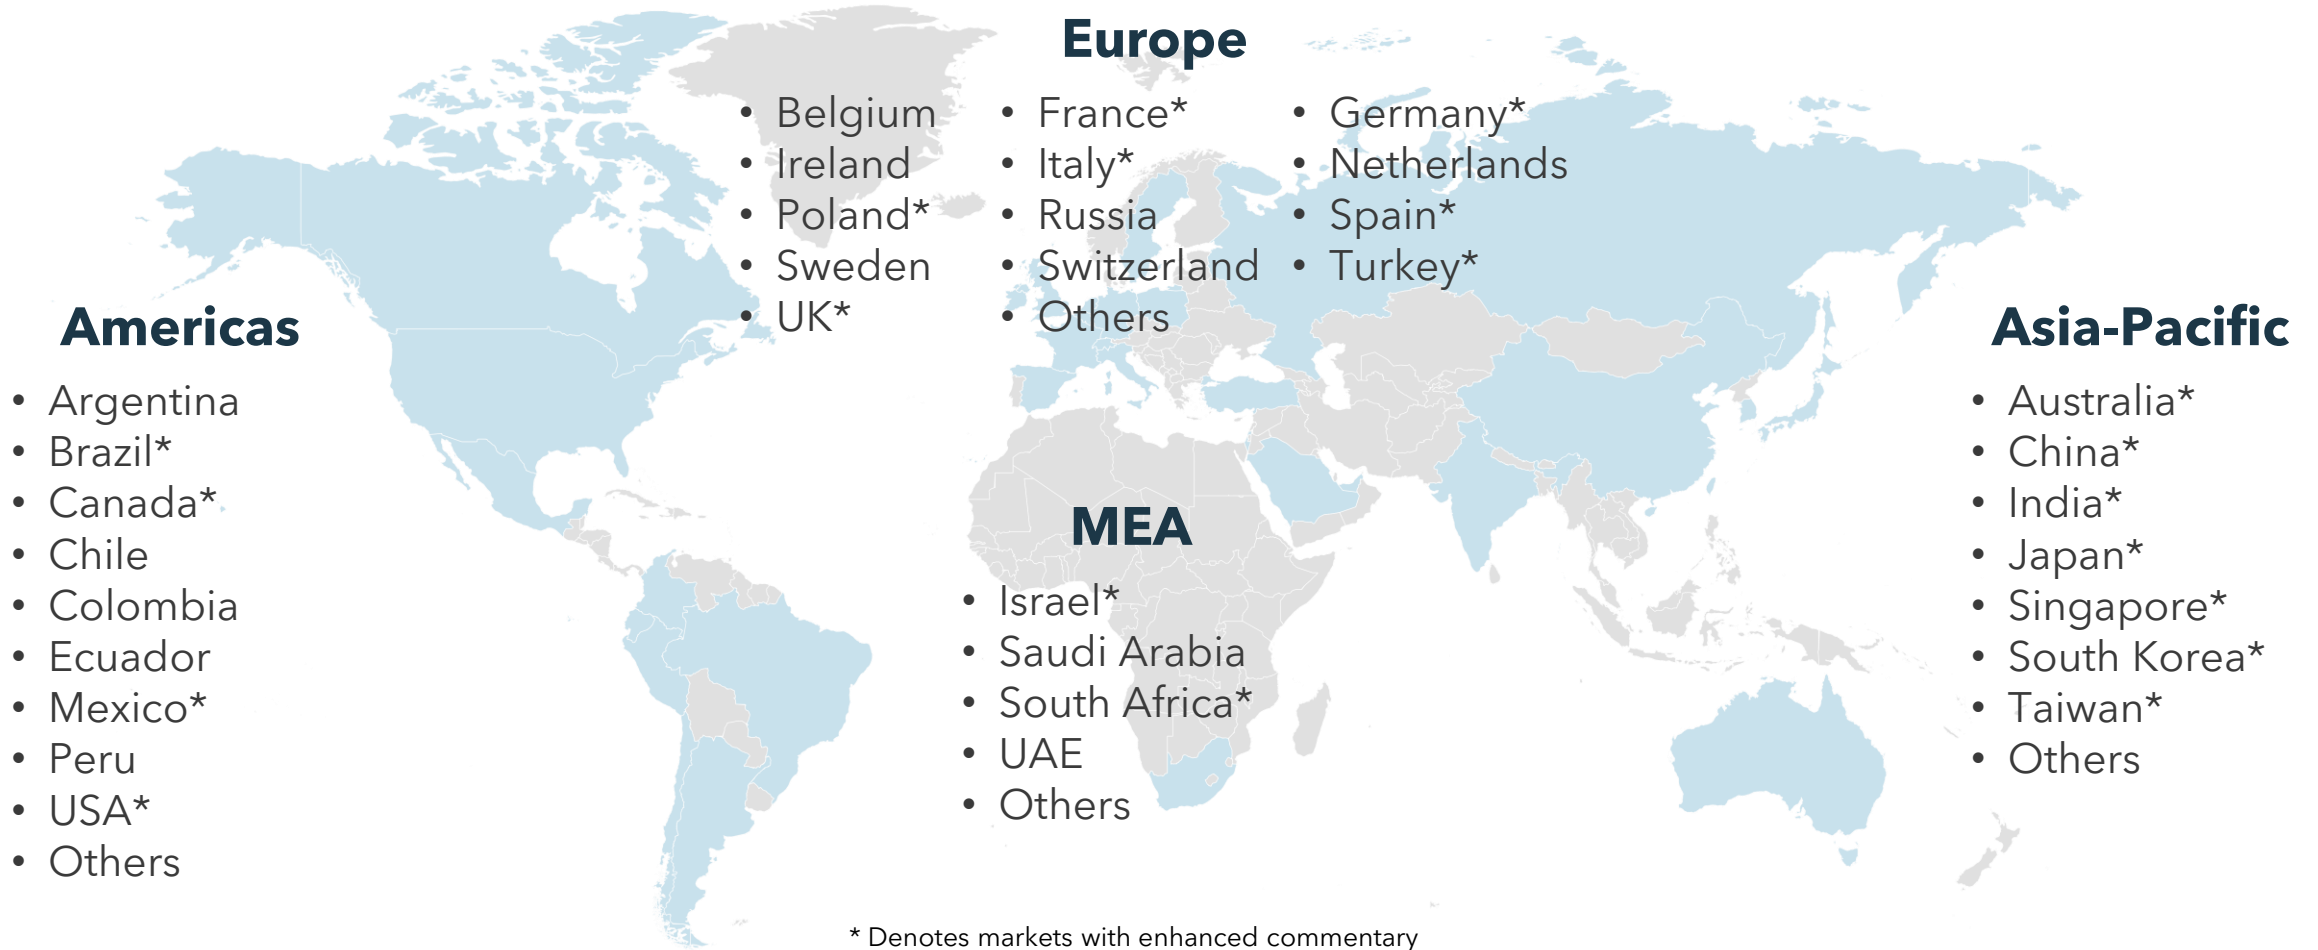 Europe
• Belgium
• Ireland
• Poland*
• Sweden
• UK*
• France*
• Italy*
• Russia
• Switzerland
• Others
• Germany*
• Netherlands
• Spain*
• Turkey*
Americas
• Argentina
• Brazil*
• Canada*
• Chile
• Colombia
• Ecuador
• Mexico*
• Peru
• USA*
• Others
MEA
• Israel*
• Saudi Arabia
• South Africa*
• UAE
• Others
Asia-Pacific
• Australia*
• China*
• India*
• Japan*
• Singapore*
• South Korea*
• Taiwan*
• Others
* Denotes markets with enhanced commentary